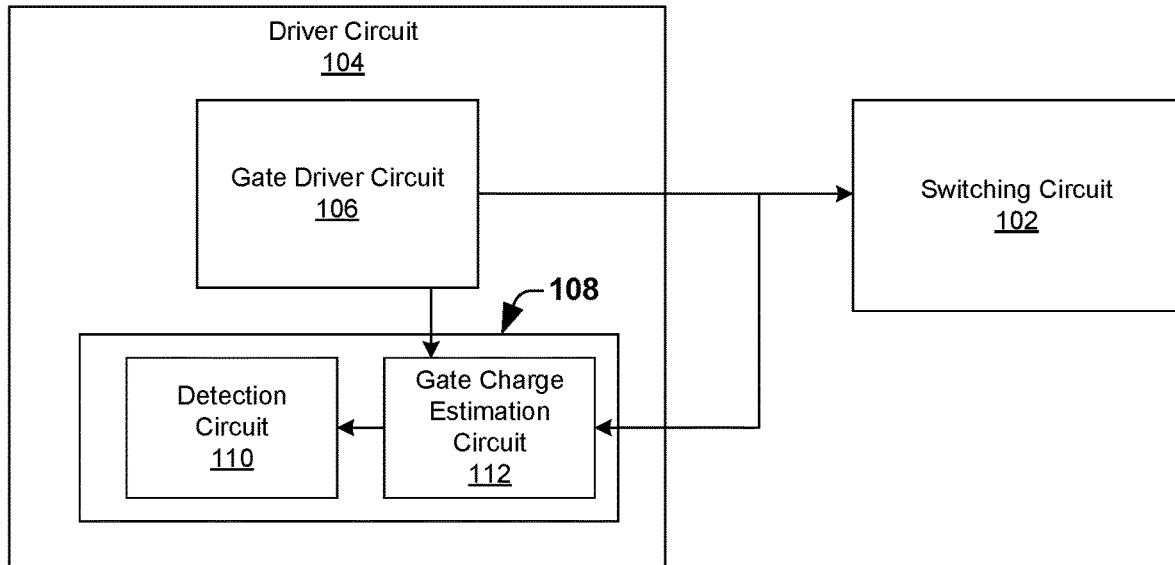 Driver Circuit
104
Gate Driver Circuit
106
Switching Circuit
102
108
Detection
Circuit
110
Gate Charge
Estimation
Circuit
112